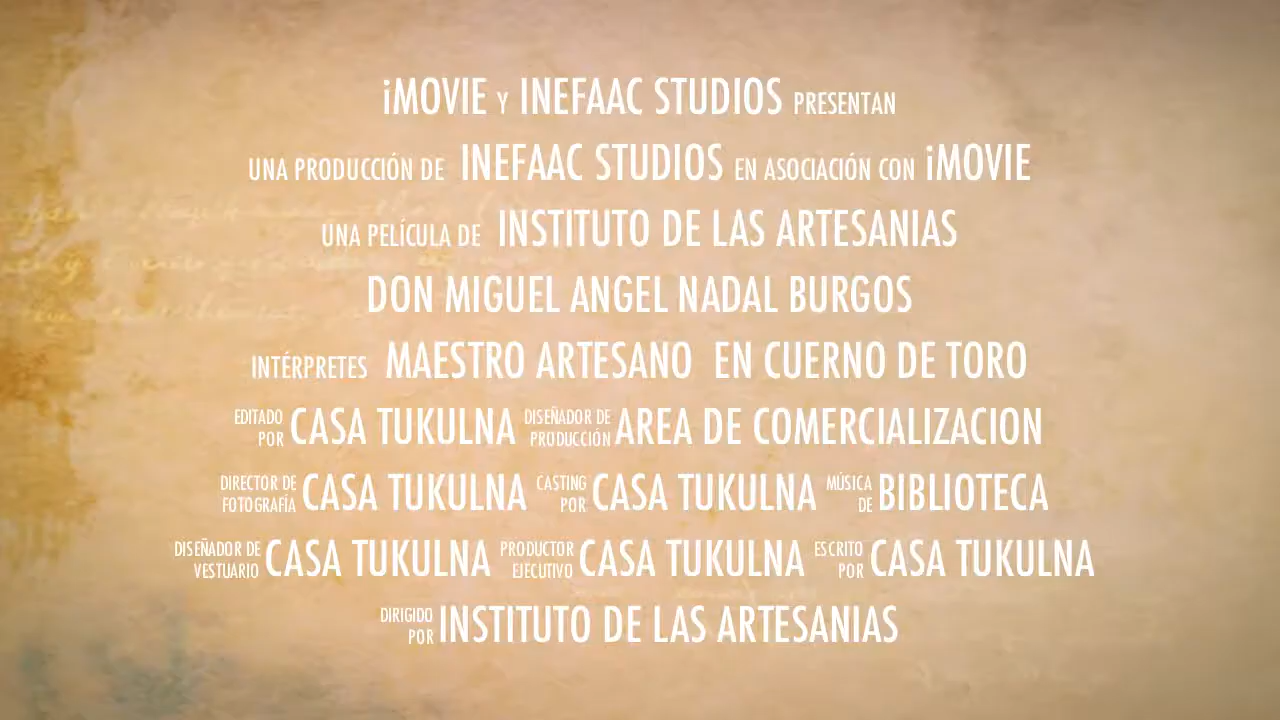 iMOVIE Y INEFAAC STUDIOS PRESENTAN
UNA PRODUCCIÓN DE INEFAAC STUDIOS EN ASOCIACIÓN CON iMOVIE
UNA PELÍCULA DE INSTITUTO DE LAS ARTESANIAS
DON MIGUEL ANGEL NADAL BURGOS
INTÉRPRETES MAESTRO ARTESANO EN CUERNO DE TORO
EDITADO POR CASA TUKULNA DISEÑADOR DE PRODUCCIÓN AREA DE COMERCIALIZACION
DIRECTOR DE FOTOGRAFÍA CASA TUKULNA CASTING POR CASA TUKULNA MÚSICA DE BIBLIOTECA
DISEÑADOR DE VESTUARIO CASA TUKULNA PRODUCTOR EJECUTIVO CASA TUKULNA ESCRITO POR CASA TUKULNA
DIRIGIDO POR INSTITUTO DE LAS ARTESANIAS